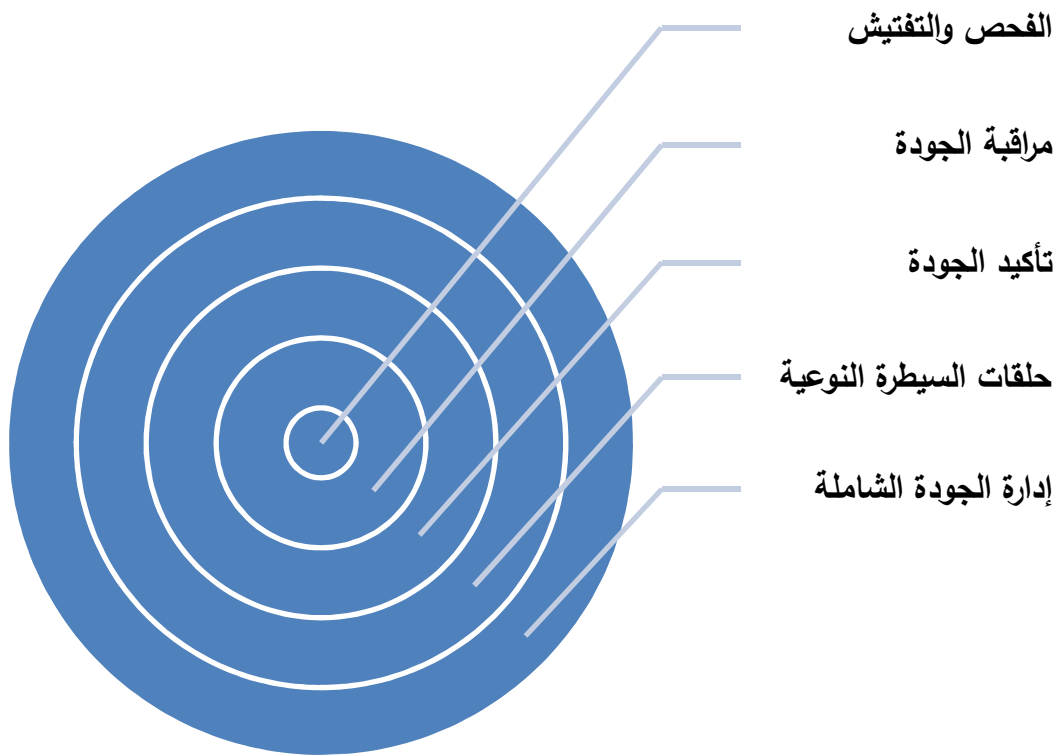 الفحص والتفتيش
مراقبة الجودة
تأكيد الجودة
حلقات السيطرة النوعية
إدارة الجودة الشاملة